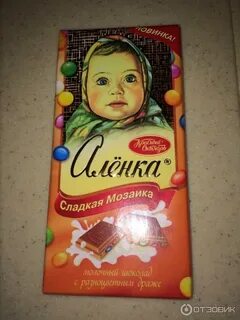 НОВИНКА!
Красный Октябрь
Алёнка®
Сладкая Мозаика
молочный шоколад
с разноцветным драже
ОТЗОВИК